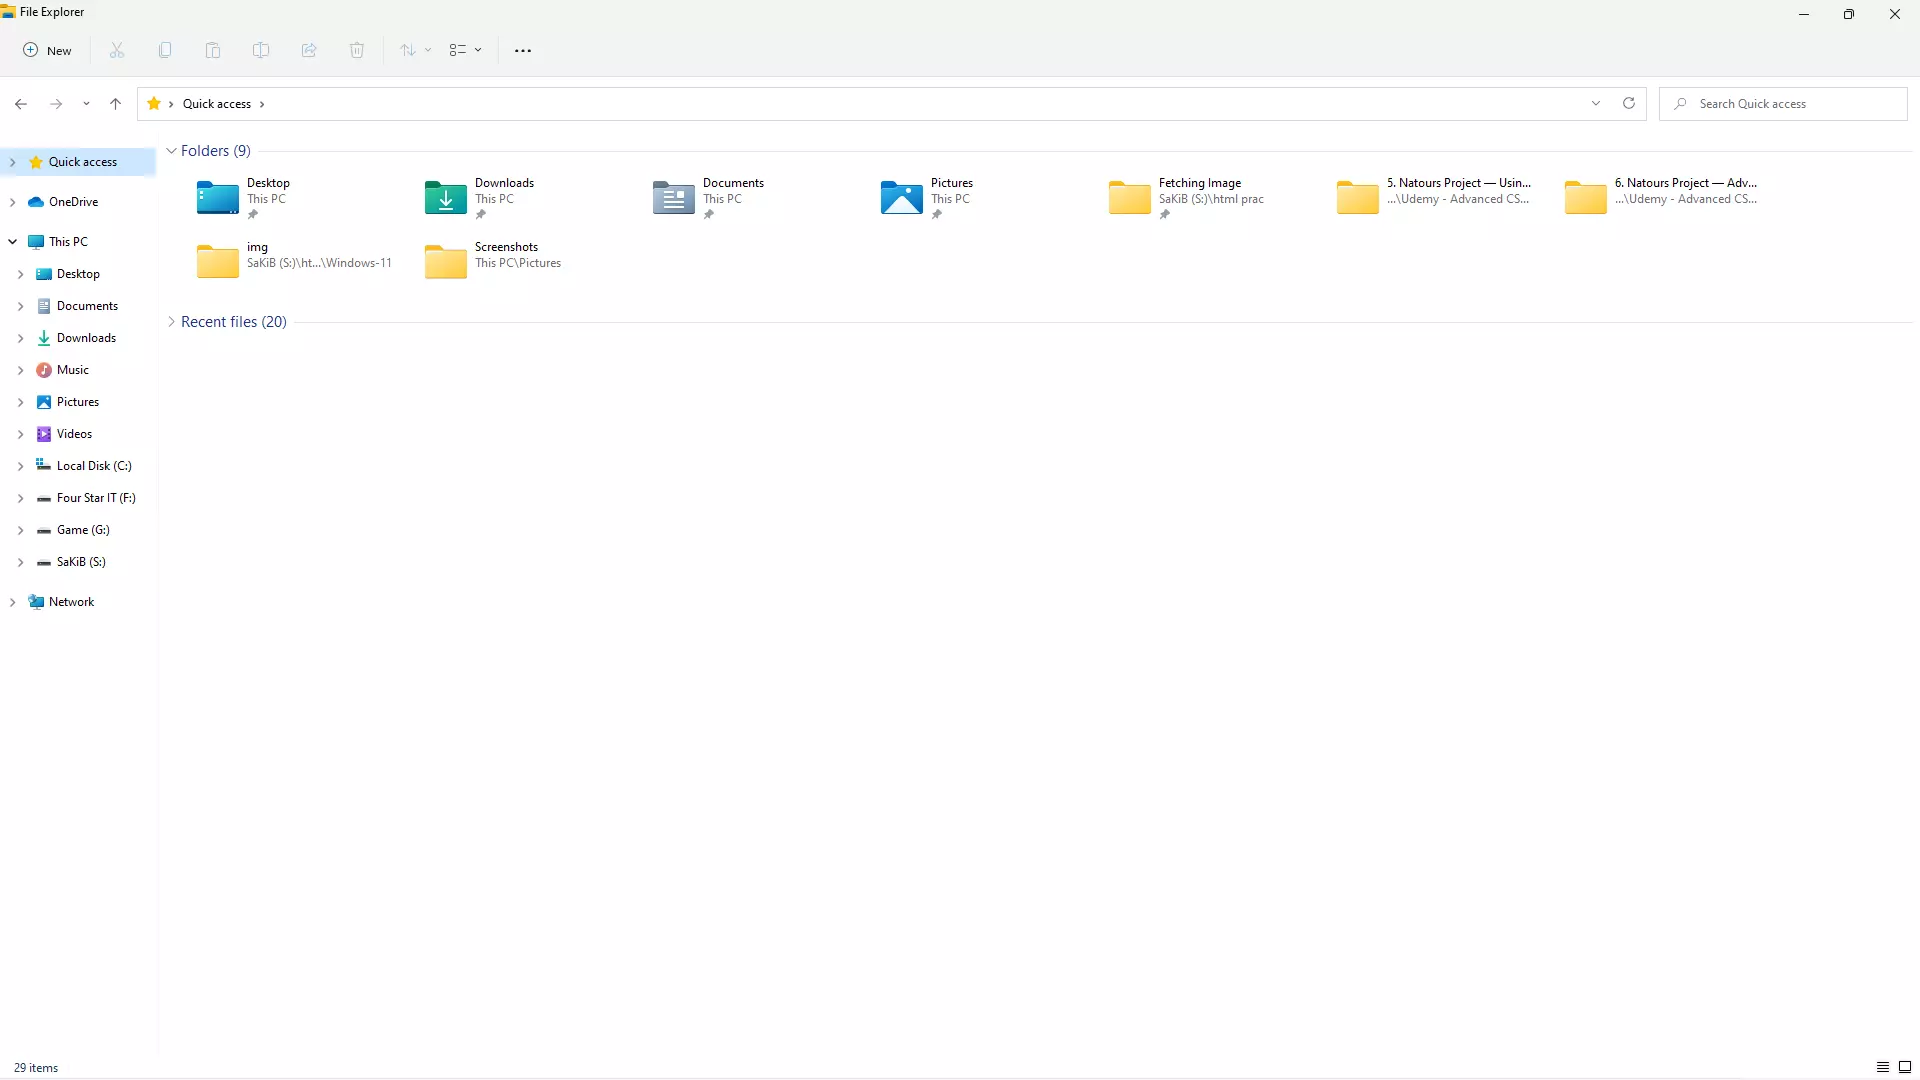 File Explorer
New
Quick access
Search Quick access
Quick access
OneDrive
This PC
Desktop
Documents
Downloads
Music
Pictures
Videos
Local Disk (C:)
Four Star IT (F:)
Game (G:)
SaKiB (S:)
Network
Folders (9)
Desktop
This PC
Downloads
This PC
Documents
This PC
Pictures
This PC
Fetching Image
SaKiB (S:)\html prac
5. Natours Project — Usin...
...\Udemy - Advanced CS...
6. Natours Project — Adv...
...\Udemy - Advanced CS...
img
SaKiB (S:)\ht...\Windows-11
Screenshots
This PC\Pictures
Recent files (20)
29 items